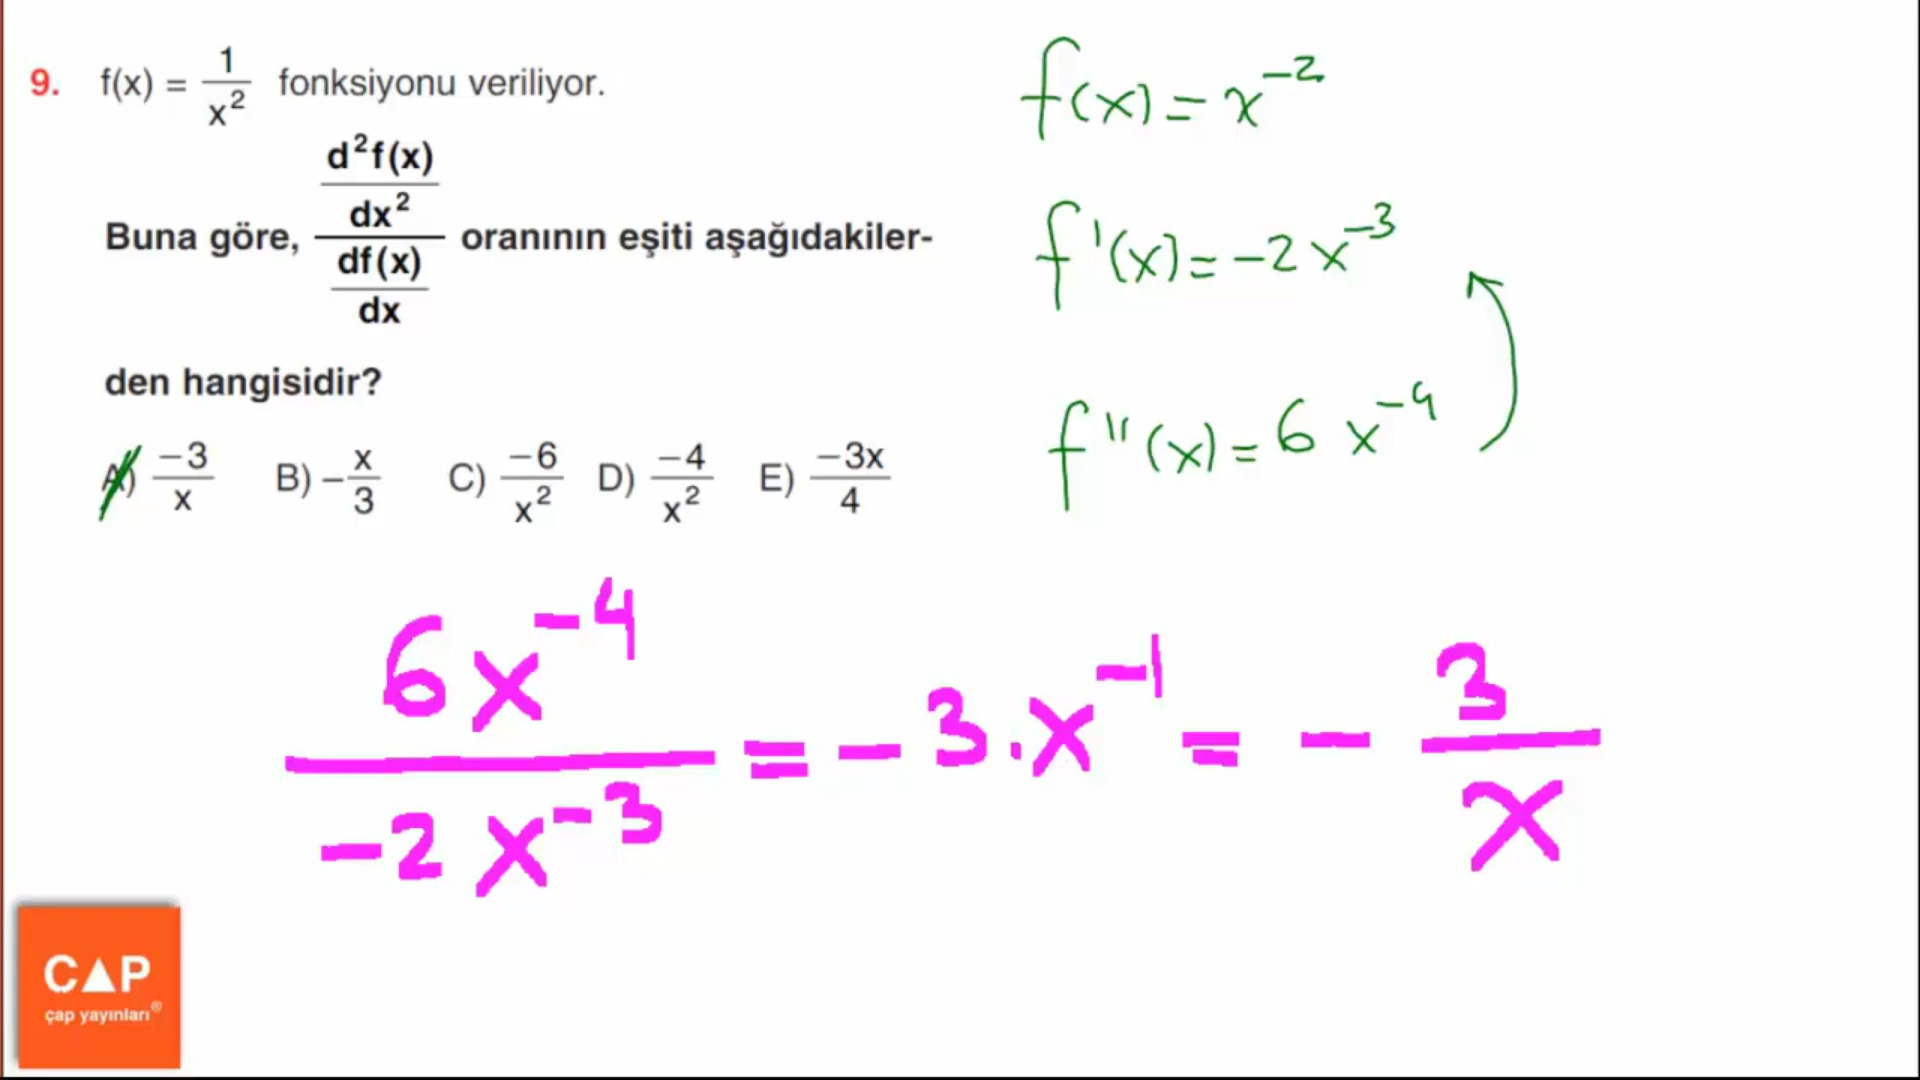 9. f(x) = 1/x² fonksiyonu veriliyor.
Buna göre, (d²f(x)/dx²)/(df(x)/dx) oranının eşiti aşağıdakiler-
den hangisidir?
A) -3/x B) -x/3 C) -6/x² D) -4/x² E) -3x/4
f(x) = x⁻²
f'(x) = -2x⁻³
f''(x) = 6x⁻⁴
6x⁻⁴/-2x⁻³ = -3.x⁻¹ = -3/x
ÇAP
çap yayınları®